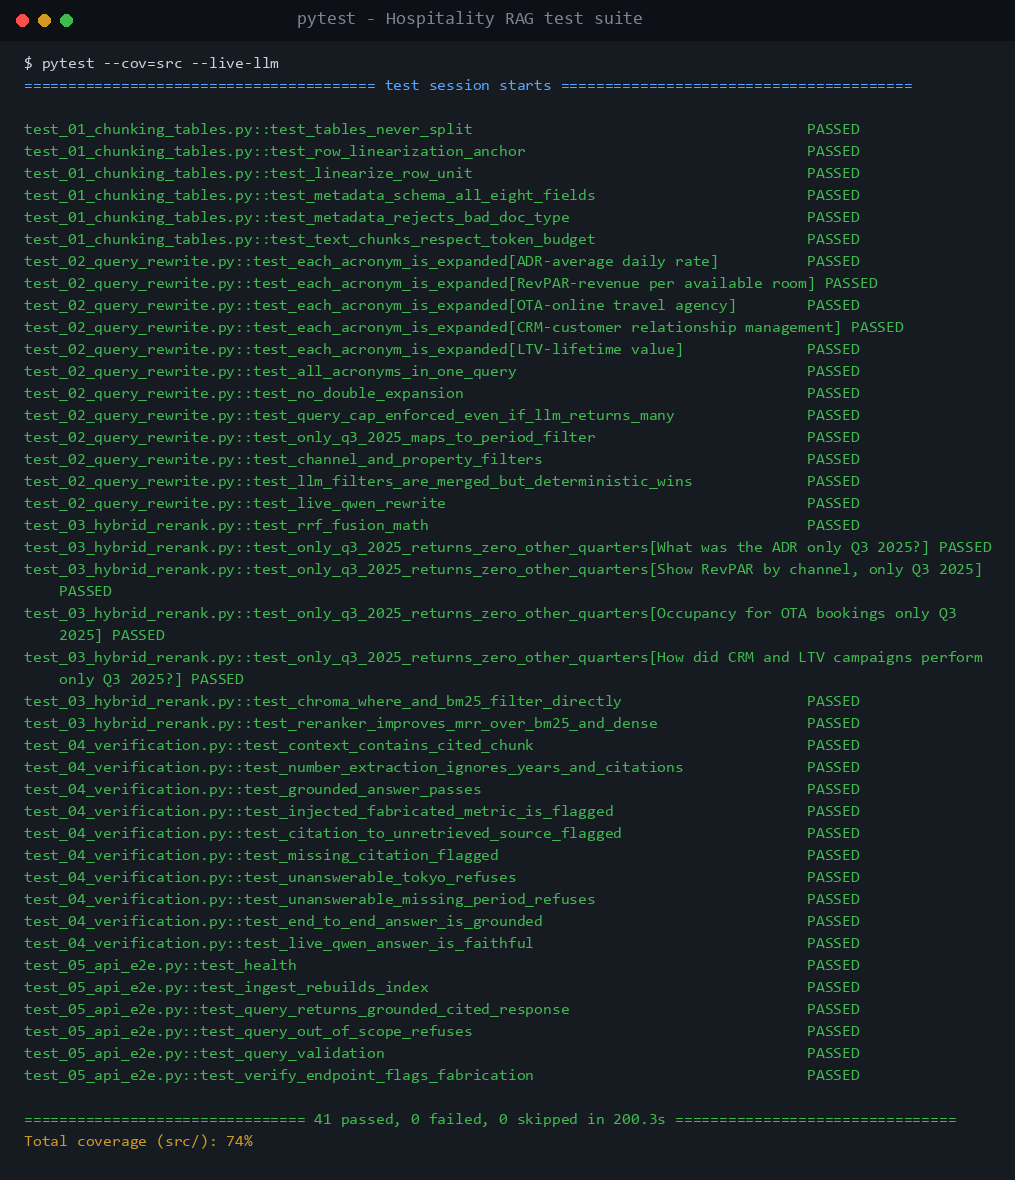 pytest - Hospitality RAG test suite
$ pytest --cov=src --live-llm
======================================== test session starts ========================================
test_01_chunking_tables.py::test_tables_never_split PASSED
test_01_chunking_tables.py::test_row_linearization_anchor PASSED
test_01_chunking_tables.py::test_linearize_row_unit PASSED
test_01_chunking_tables.py::test_metadata_schema_all_eight_fields PASSED
test_01_chunking_tables.py::test_metadata_rejects_bad_doc_type PASSED
test_01_chunking_tables.py::test_text_chunks_respect_token_budget PASSED
test_02_query_rewrite.py::test_each_acronym_is_expanded[ADR-average daily rate] PASSED
test_02_query_rewrite.py::test_each_acronym_is_expanded[RevPAR-revenue per available room] PASSED
test_02_query_rewrite.py::test_each_acronym_is_expanded[OTA-online travel agency] PASSED
test_02_query_rewrite.py::test_each_acronym_is_expanded[CRM-customer relationship management] PASSED
test_02_query_rewrite.py::test_each_acronym_is_expanded[LTV-lifetime value] PASSED
test_02_query_rewrite.py::test_all_acronyms_in_one_query PASSED
test_02_query_rewrite.py::test_no_double_expansion PASSED
test_02_query_rewrite.py::test_query_cap_enforced_even_if_llm_returns_many PASSED
test_02_query_rewrite.py::test_only_q3_2025_maps_to_period_filter PASSED
test_02_query_rewrite.py::test_channel_and_property_filters PASSED
test_02_query_rewrite.py::test_llm_filters_are_merged_but_deterministic_wins PASSED
test_02_query_rewrite.py::test_live_qwen_rewrite PASSED
test_03_hybrid_rerank.py::test_rrf_fusion_math PASSED
test_03_hybrid_rerank.py::test_only_q3_2025_returns_zero_other_quarters[What was the ADR only Q3 2025?] PASSED
test_03_hybrid_rerank.py::test_only_q3_2025_returns_zero_other_quarters[Show RevPAR by channel, only Q3 2025]
PASSED
test_03_hybrid_rerank.py::test_only_q3_2025_returns_zero_other_quarters[Occupancy for OTA bookings only Q3
2025] PASSED
test_03_hybrid_rerank.py::test_only_q3_2025_returns_zero_other_quarters[How did CRM and LTV campaigns perform
only Q3 2025?] PASSED
test_03_hybrid_rerank.py::test_chroma_where_and_bm25_filter_directly PASSED
test_03_hybrid_rerank.py::test_reranker_improves_mrr_over_bm25_and_dense PASSED
test_04_verification.py::test_context_contains_cited_chunk PASSED
test_04_verification.py::test_number_extraction_ignores_years_and_citations PASSED
test_04_verification.py::test_grounded_answer_passes PASSED
test_04_verification.py::test_injected_fabricated_metric_is_flagged PASSED
test_04_verification.py::test_citation_to_unretrieved_source_flagged PASSED
test_04_verification.py::test_missing_citation_flagged PASSED
test_04_verification.py::test_unanswerable_tokyo_refuses PASSED
test_04_verification.py::test_unanswerable_missing_period_refuses PASSED
test_04_verification.py::test_end_to_end_answer_is_grounded PASSED
test_04_verification.py::test_live_qwen_answer_is_faithful PASSED
test_05_api_e2e.py::test_health PASSED
test_05_api_e2e.py::test_ingest_rebuilds_index PASSED
test_05_api_e2e.py::test_query_returns_grounded_cited_response PASSED
test_05_api_e2e.py::test_query_out_of_scope_refuses PASSED
test_05_api_e2e.py::test_query_validation PASSED
test_05_api_e2e.py::test_verify_endpoint_flags_fabrication PASSED
================================ 41 passed, 0 failed, 0 skipped in 200.3s ================================
Total coverage (src/): 74%